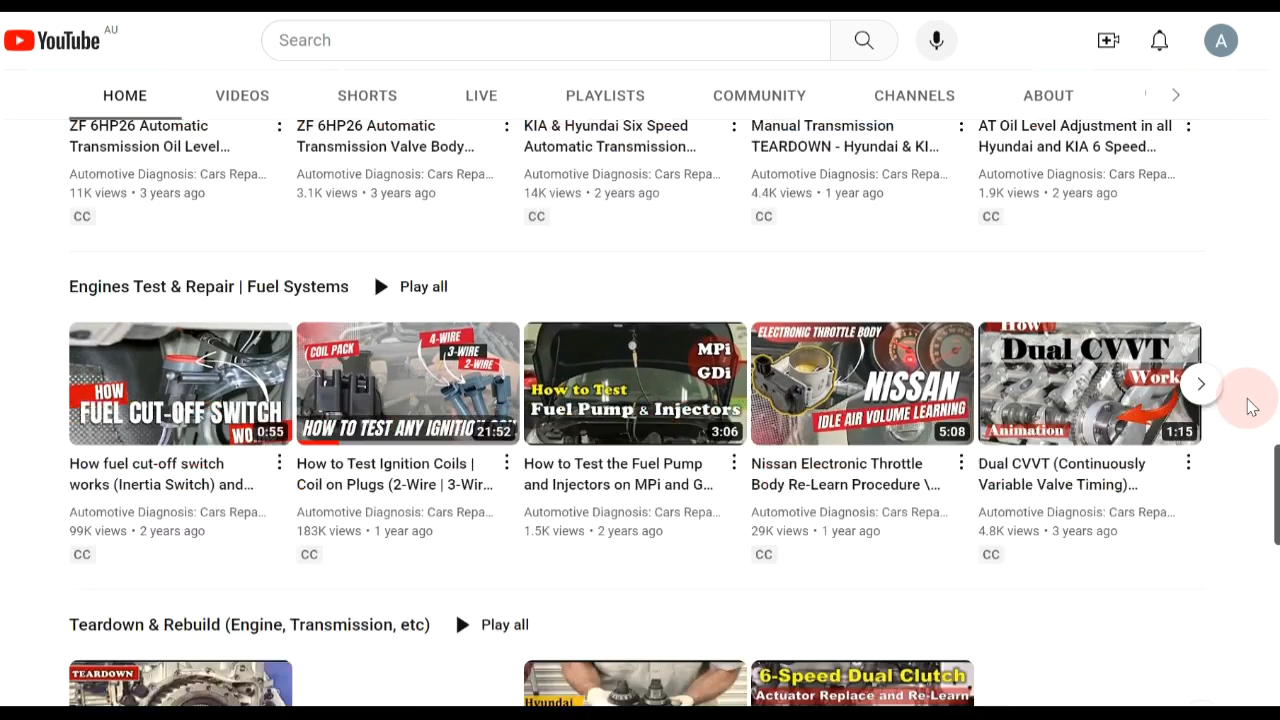 YouTube AU
Search
A
HOME VIDEOS SHORTS LIVE PLAYLISTS COMMUNITY CHANNELS ABOUT
ZF 6HP26 Automatic
Transmission Oil Level…
Automotive Diagnosis: Cars Repa…
11K views • 3 years ago
CC
ZF 6HP26 Automatic
Transmission Valve Body…
Automotive Diagnosis: Cars Repa…
3.1K views • 3 years ago
KIA & Hyundai Six Speed
Automatic Transmission…
Automotive Diagnosis: Cars Repa…
14K views • 2 years ago
CC
Manual Transmission
TEARDOWN - Hyundai & KI…
Automotive Diagnosis: Cars Repa…
4.4K views • 1 year ago
CC
AT Oil Level Adjustment in all
Hyundai and KIA 6 Speed…
Automotive Diagnosis: Cars Repa…
1.9K views • 2 years ago
CC
Engines Test & Repair | Fuel Systems Play all
HOW
FUEL CUT-OFF SWITCH
WO
0:55
How fuel cut-off switch
works (Inertia Switch) and…
Automotive Diagnosis: Cars Repa…
99K views • 2 years ago
CC
COIL PACK
4-WIRE
3-WIRE
2-WIRE
HOW TO TEST ANY IGNITIO
21:52
How to Test Ignition Coils |
Coil on Plugs (2-Wire | 3-Wir…
Automotive Diagnosis: Cars Repa…
183K views • 1 year ago
CC
MPi
GDi
How to Test
Fuel Pump & Injectors
3:06
How to Test the Fuel Pump
and Injectors on MPi and G…
Automotive Diagnosis: Cars Repa…
1.5K views • 2 years ago
ELECTRONIC THROTTLE BODY
NISSAN
IDLE AIR VOLUME LEARNING
5:08
Nissan Electronic Throttle
Body Re-Learn Procedure \…
Automotive Diagnosis: Cars Repa…
29K views • 1 year ago
CC
How
Dual CVVT
Work
Animation
1:15
Dual CVVT (Continuously
Variable Valve Timing)…
Automotive Diagnosis: Cars Repa…
4.8K views • 3 years ago
CC
Teardown & Rebuild (Engine, Transmission, etc) Play all
TEARDOWN
Hyundai
6-Speed Dual Clutch
Actuator Replace and Re-Learn